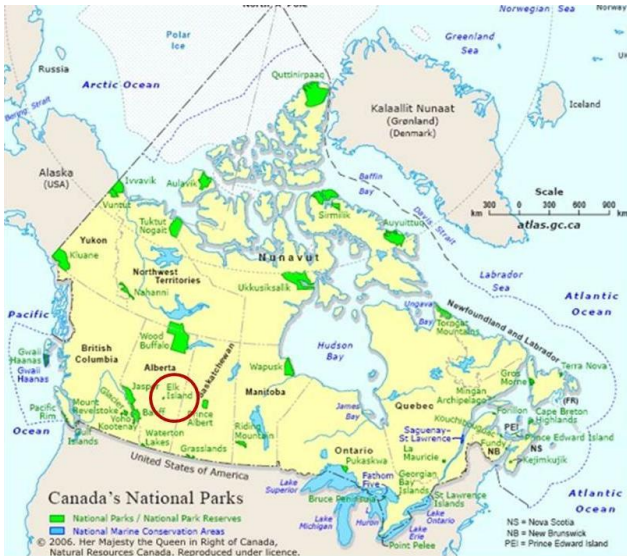 North, A Pole
Norwegian Sea
Norway
Polar
Ice
Greenland
Sea
Russia
Arctic Ocean
Quttinirpaaq
Kalaallit Nunaat
(Grønland)
(Denmark)
Iceland
Bering Strait
Alaska
(USA)
Ivvavik
Vuntut
Aulavik
Baffin
Bay
Scale
300
0
300
600
900
km
km
atlas.gc.ca
Sirmilik
Davis Strait
Auyuittuq
Tuktut
Nogait
Yukon
Kluane
Nunavut
Northwest
Territories
Nahanni
Ukkusiksalik
Labrador
Sea
Ungava
Bay
Newfoundland and Labrador
Atlantic
Ocean
Torngat
Mountains
Pacific
Gwaii
Haanas
Gwaii
Haanas
British
Columbia
Wood
Buffalo
Alberta
Saskatchewan
Hudson
Bay
Wapusk
Manitoba
Terra Nova
Gros
Morne
(FR)
Jasper
Elk
Island
Glacier
Mount
Revelstoke
Yoho
Kootenay
Banff
Prince
Albert
Pacific
Rim
Ocean
Gulf
Islands
Waterton
Lakes
Grasslands
Riding
Mountain
James
Bay
Quebec
Mingan
Archipelago
Forillon
Cape Breton
Highlands
Kouchibouguac
PEI
Prince Edward Island
Saguenay-
St Lawrence
Fundy
NB
NS
Kejimkujik
La
Mauricie
Ontario
Pukaskwa
Fathom
Five
Georgian
Bay
Islands
Bruce Peninsula
St Lawrence
Islands
Lake
Superior
Lake
Michigan
Lake
Huron
Lake
Ontario
Lake
Erie
Point Pelee
Atlantic
Ocean
United States of America
Canada's National Parks
National Parks / National Park Reserves
National Marine Conservation Areas
© 2006. Her Majesty the Queen in Right of Canada,
Natural Resources Canada. Reproduced under licence.
NS = Nova Scotia
NB = New Brunswick
PEI = Prince Edward Island